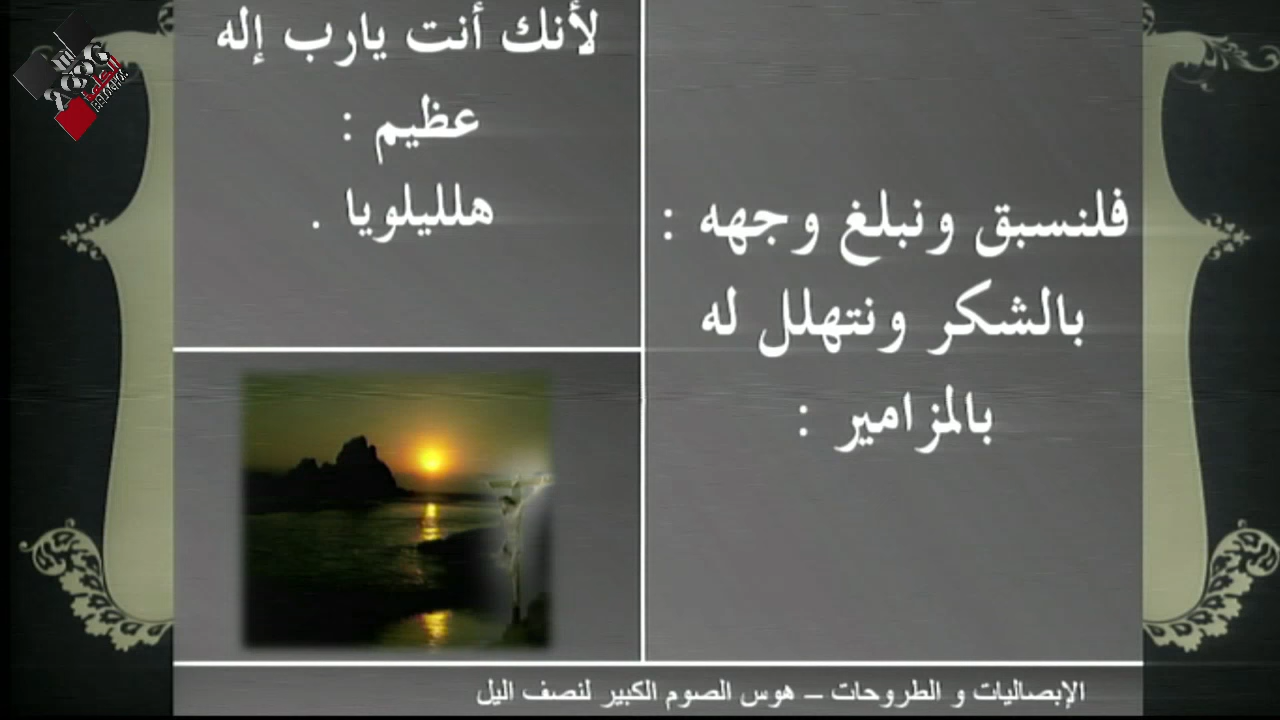 فلنسبق ونبلغ وجهه :
بالشكر ونتهلل له
بالمزامير :
لأنك أنت يارب إله
عظيم :
هلليلويا .
الإبصاليات و الطروحات – هوس الصوم الكبير لنصف اليل